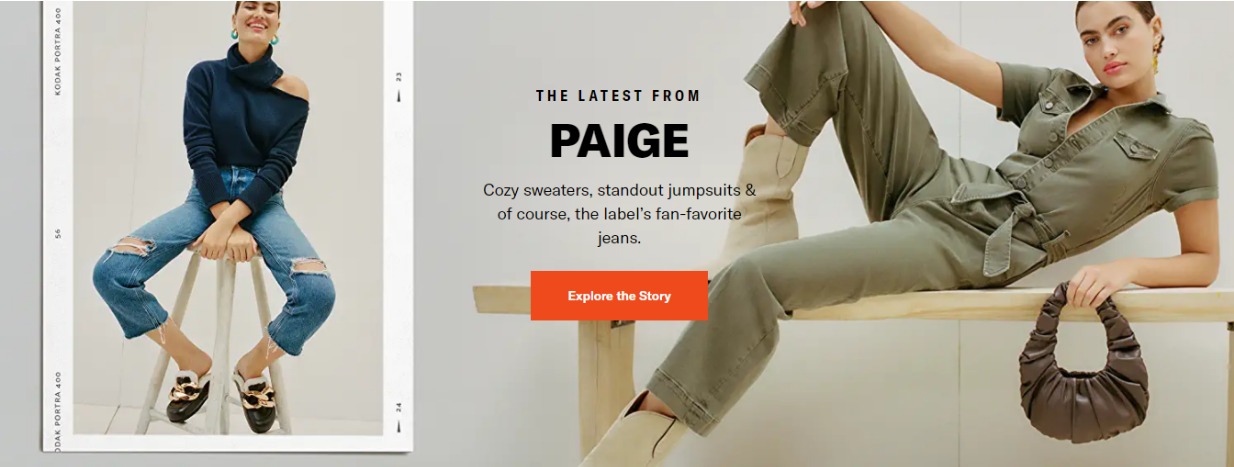 KODAK PORTRA 400
56
ODAK PORTRA 400
23
24
THE LATEST FROM
PAIGE
Cozy sweaters, standout jumpsuits &
of course, the label's fan-favorite
jeans.
Explore the Story